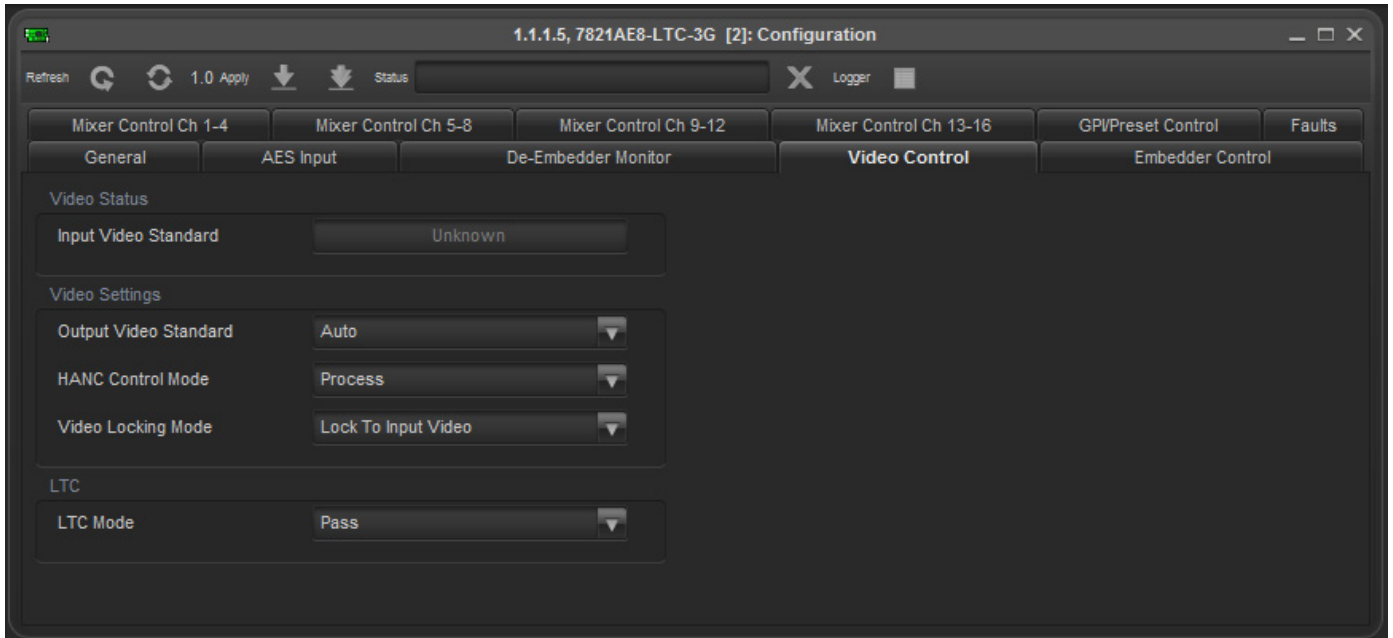 1.1.1.5, 7821AE8-LTC-3G [2]: Configuration
Refresh 1.0 Apply Status Logger
Mixer Control Ch 1-4 Mixer Control Ch 5-8 Mixer Control Ch 9-12 Mixer Control Ch 13-16 GPI/Preset Control Faults
General AES Input De-Embedder Monitor Video Control Embedder Control
Video Status
Input Video Standard Unknown
Video Settings
Output Video Standard Auto
HANC Control Mode Process
Video Locking Mode Lock To Input Video
LTC
LTC Mode Pass